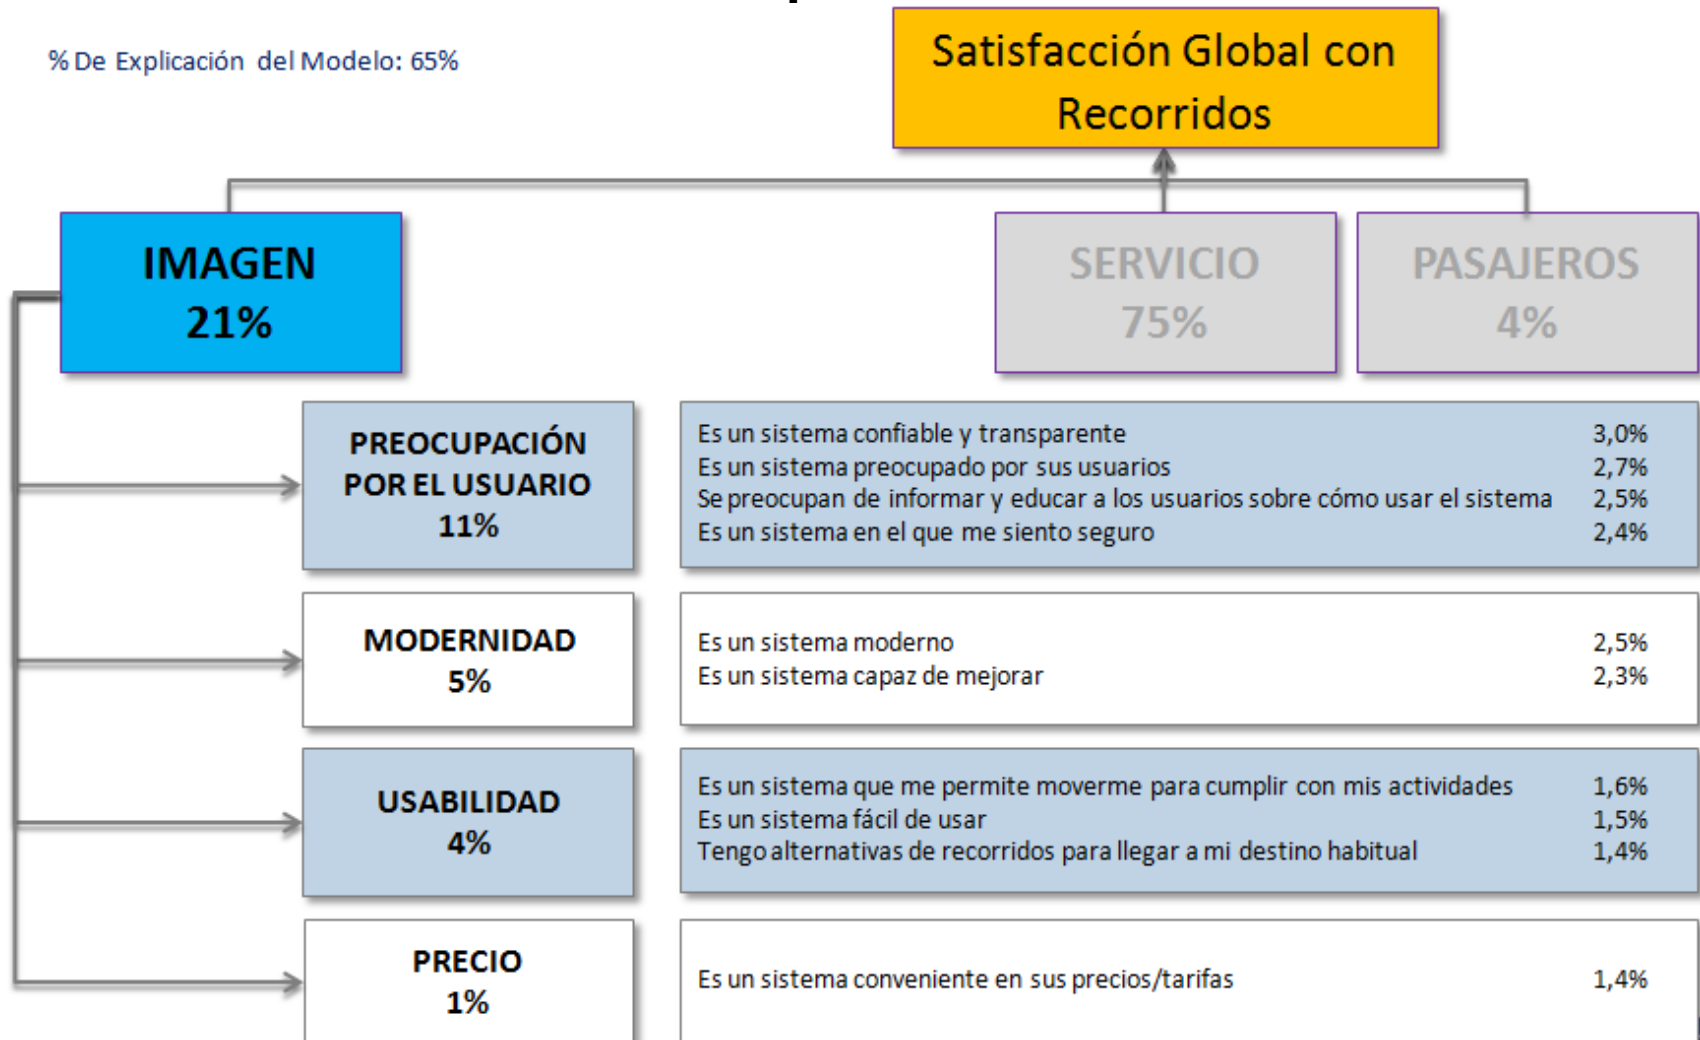 % De Explicación del Modelo: 65%
Satisfacción Global con
Recorridos
IMAGEN
21%
SERVICIO
75%
PASAJEROS
4%
PREOCUPACIÓN
POR EL USUARIO
11%
Es un sistema confiable y transparente 3,0%
Es un sistema preocupado por sus usuarios 2,7%
Se preocupan de informar y educar a los usuarios sobre cómo usar el sistema 2,5%
Es un sistema en el que me siento seguro 2,4%
MODERNIDAD
5%
Es un sistema moderno 2,5%
Es un sistema capaz de mejorar 2,3%
USABILIDAD
4%
Es un sistema que me permite moverme para cumplir con mis actividades 1,6%
Es un sistema fácil de usar 1,5%
Tengo alternativas de recorridos para llegar a mi destino habitual 1,4%
PRECIO
1%
Es un sistema conveniente en sus precios/tarifas 1,4%